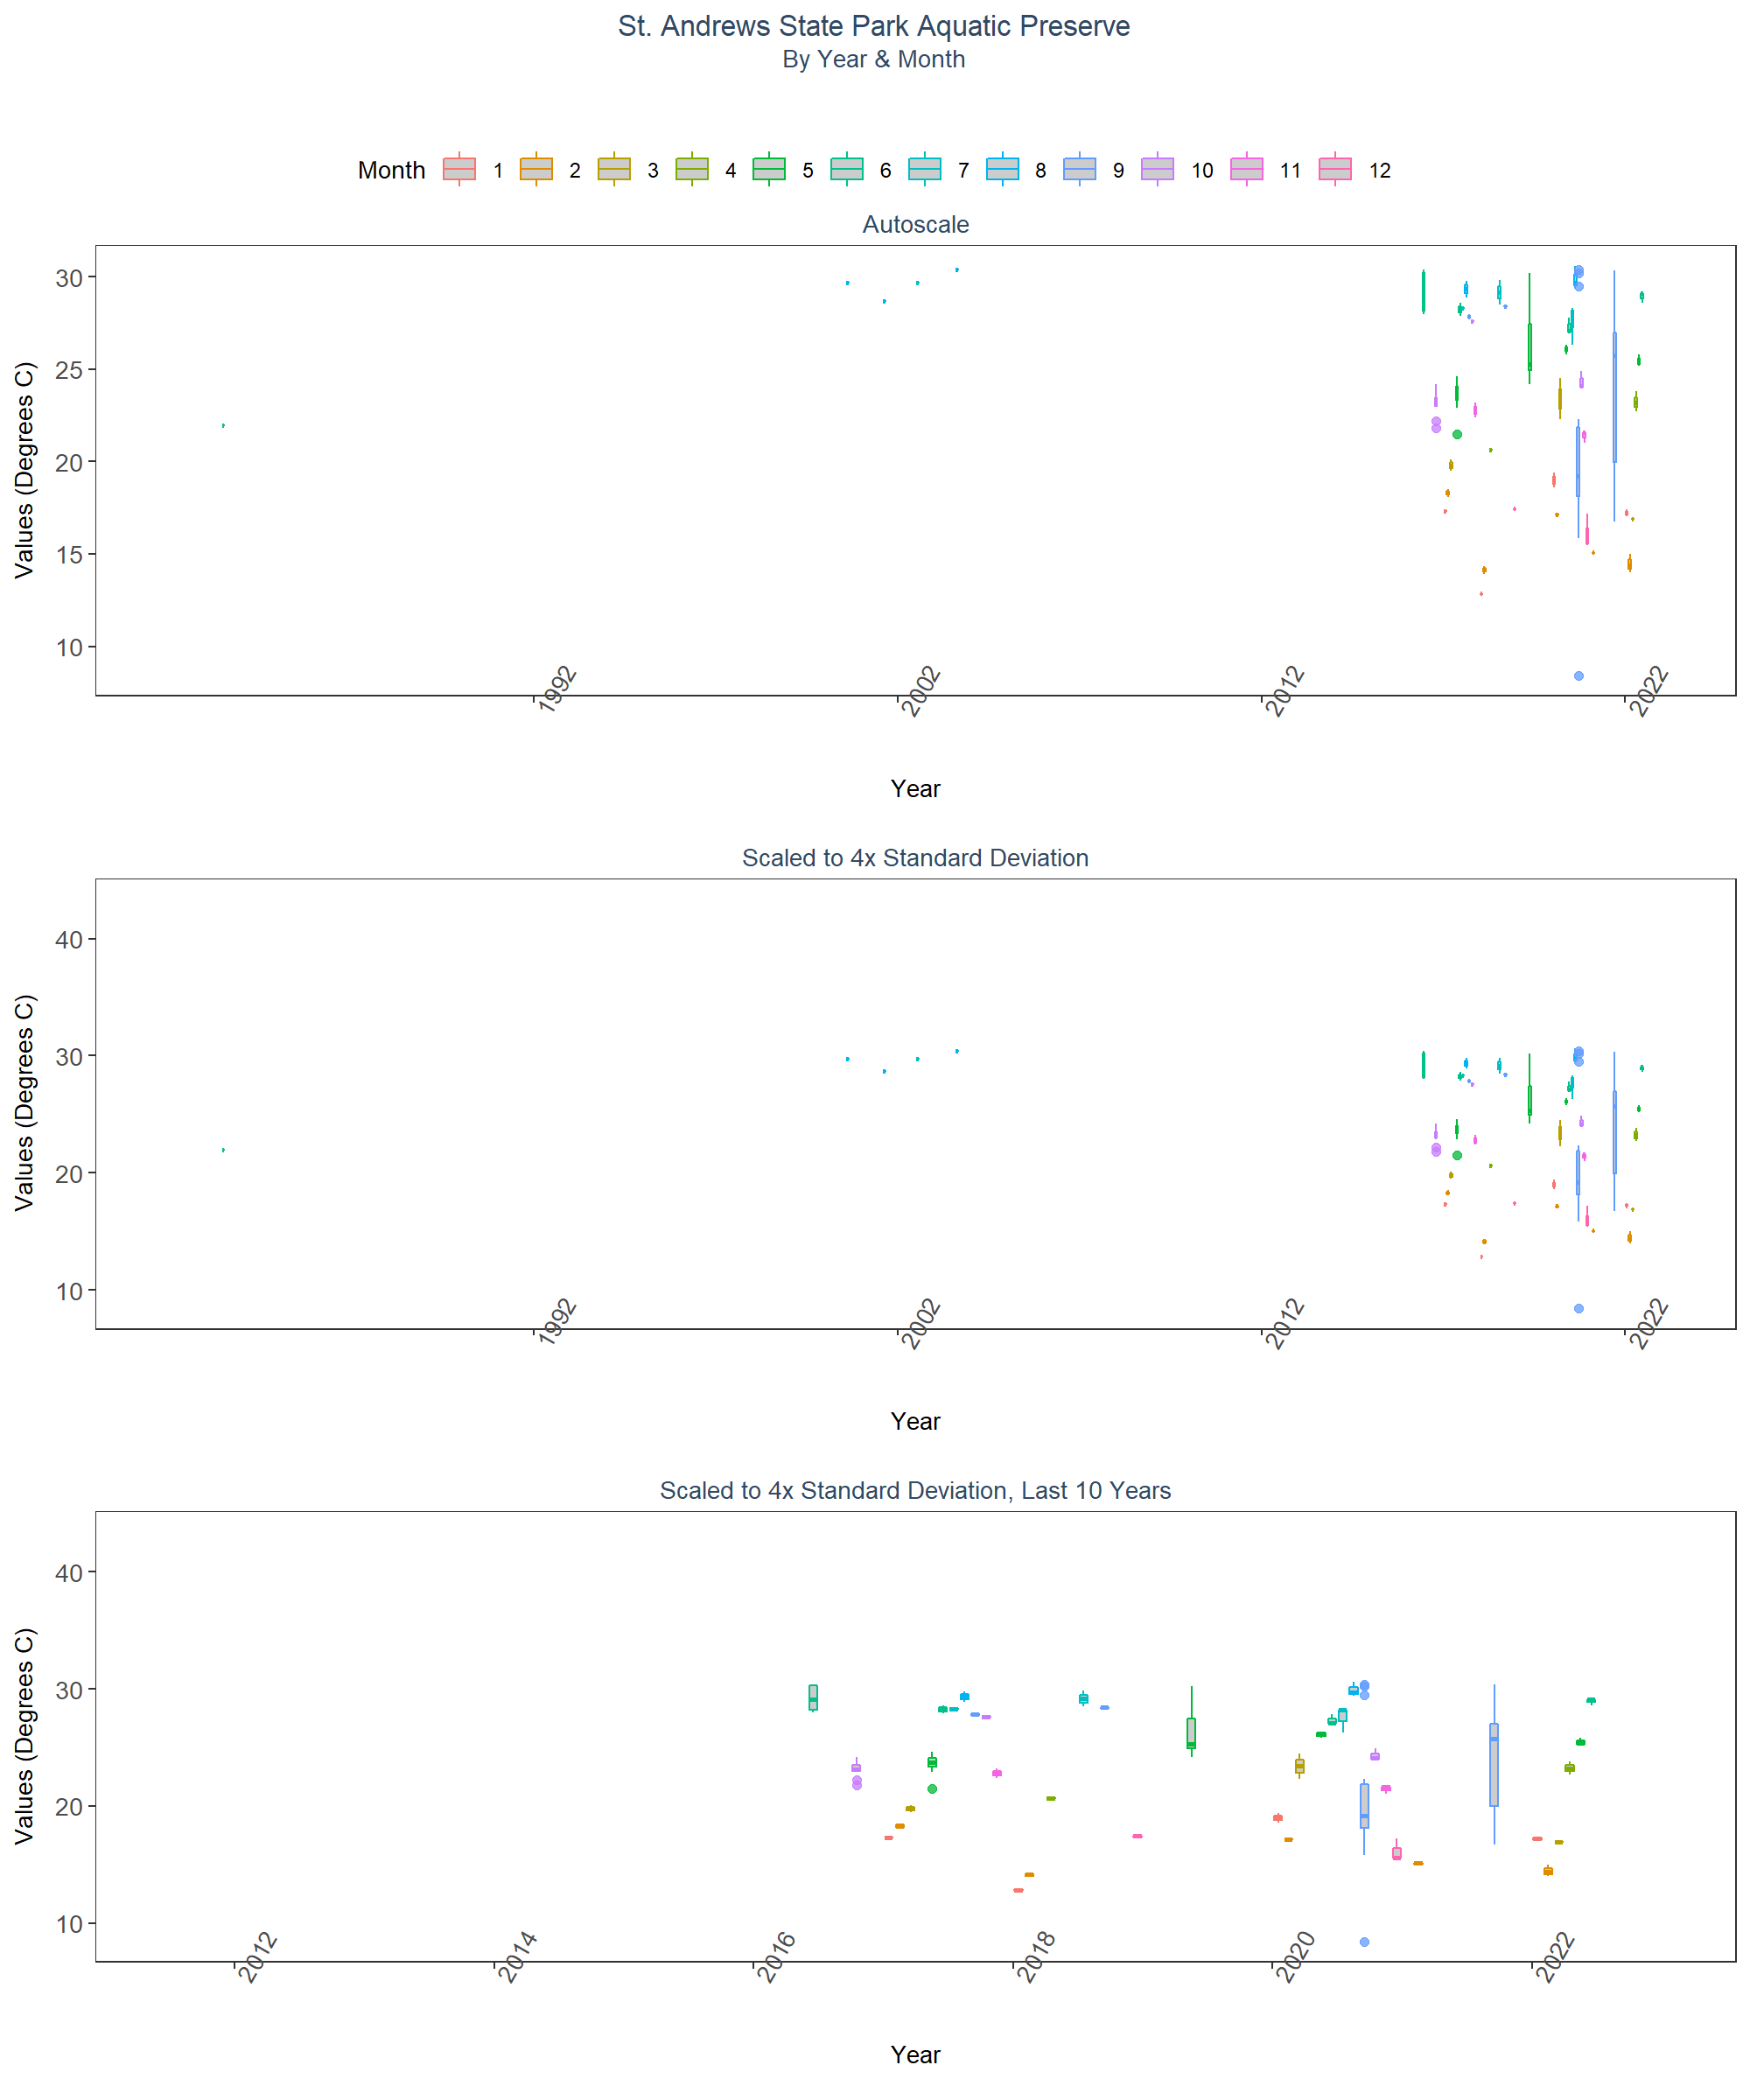 St. Andrews State Park Aquatic Preserve
By Year & Month
Month 1 2 3 4 5 6 7 8 9 10 11 12
Autoscale
Values (Degrees C)
30
25
20
15
10
1992 2002 2012 2022
Year
Scaled to 4x Standard Deviation
Values (Degrees C)
40
30
20
10
1992 2002 2012 2022
Year
Scaled to 4x Standard Deviation, Last 10 Years
Values (Degrees C)
40
30
20
10
2012 2014 2016 2018 2020 2022
Year